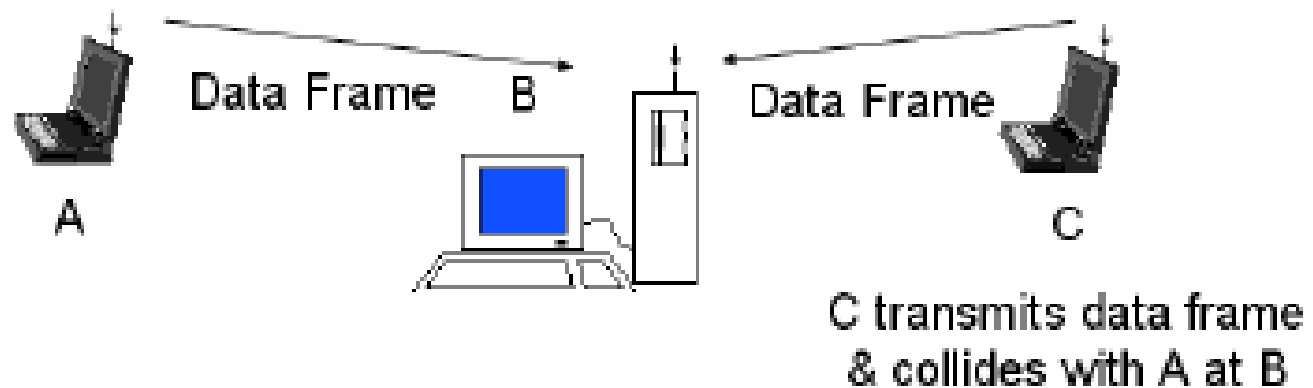 Data Frame
B
Data Frame
A
C
C transmits data frame
& collides with A at B